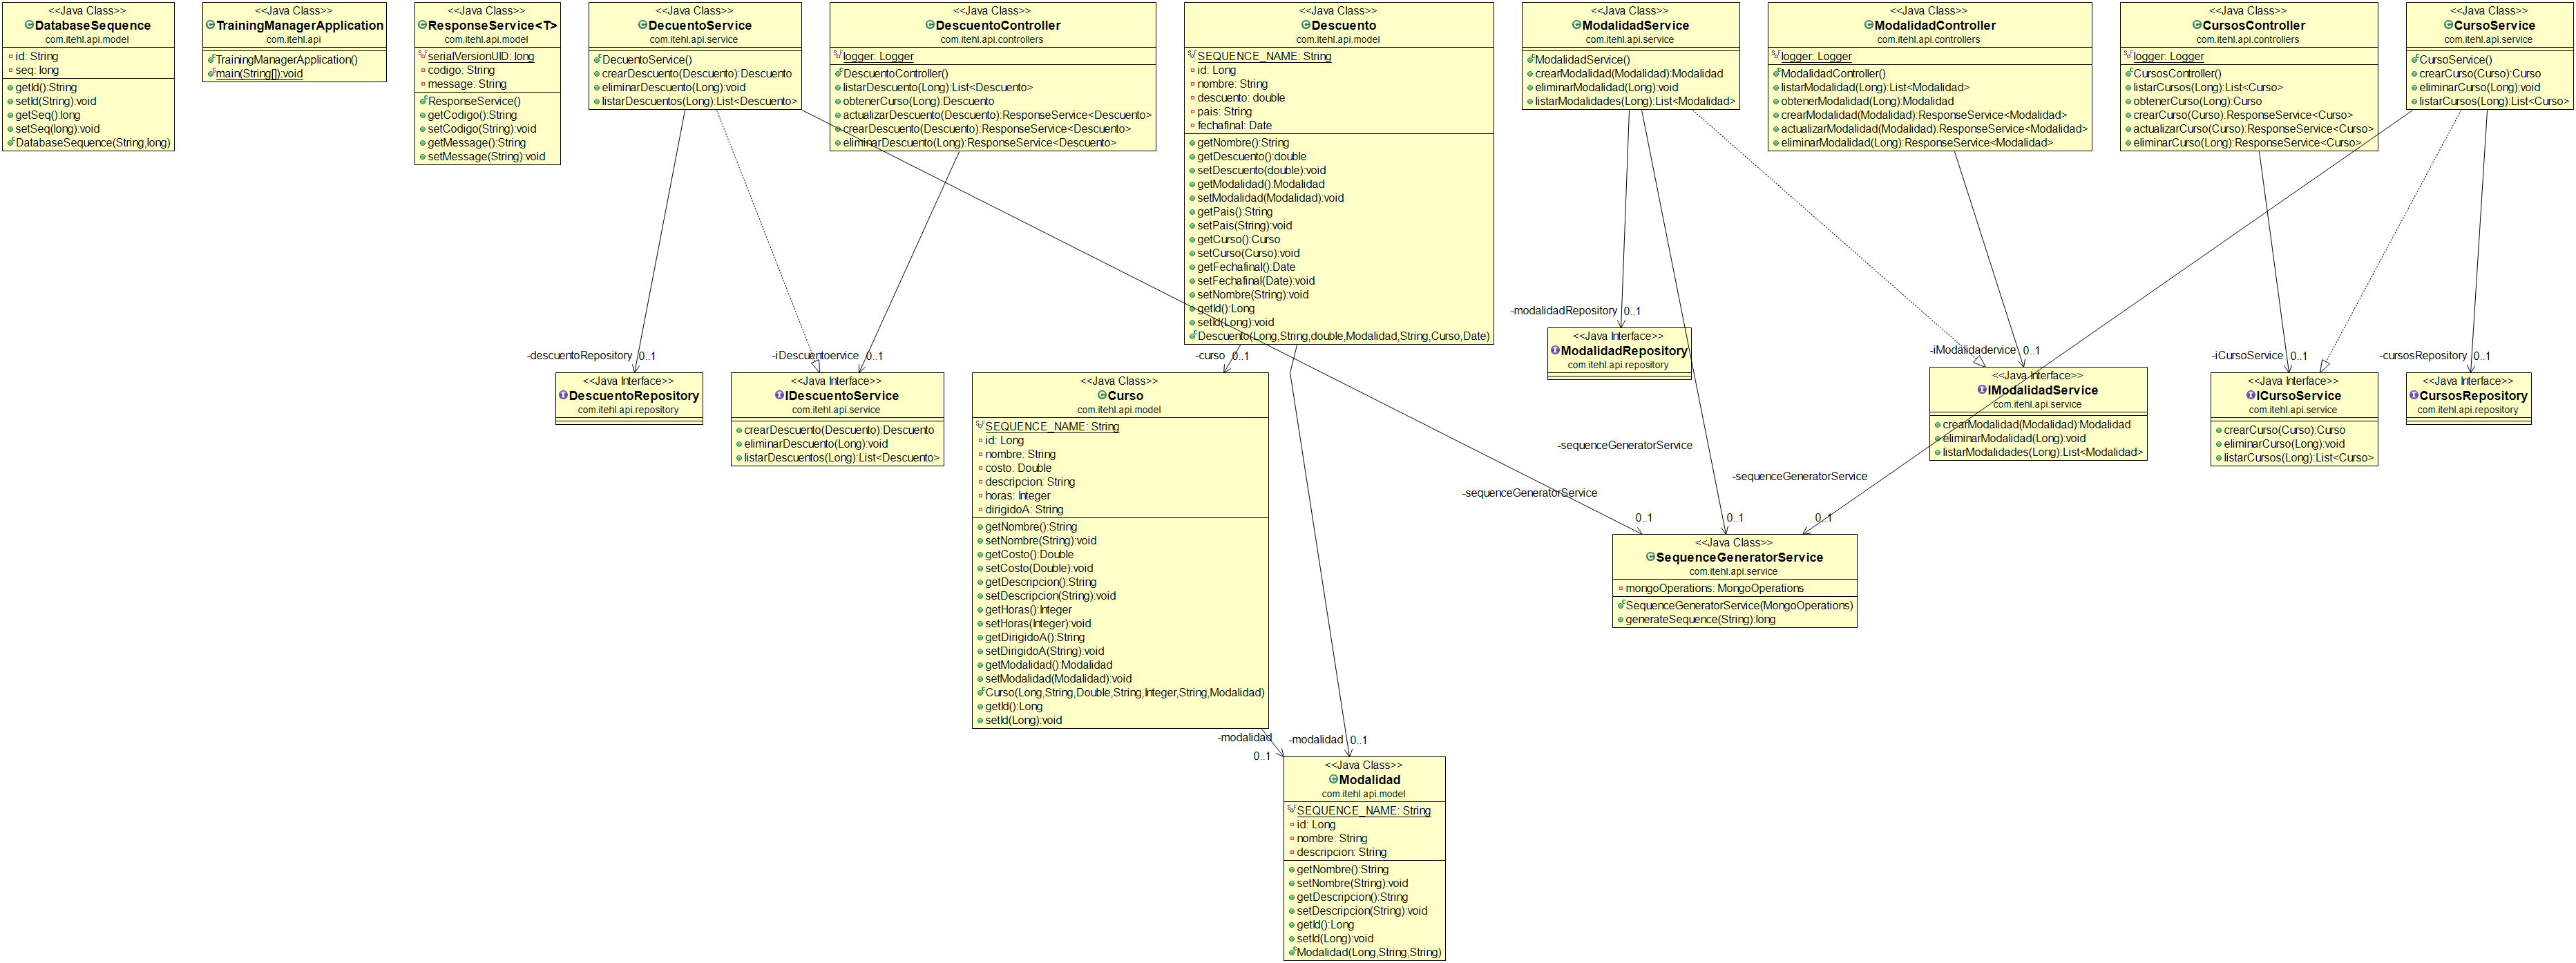 <<Java Class>>
DatabaseSequence
com.itehl.api.model
id: String
seq: long
getId():String
setId(String):void
getSeq():long
setSeq(long):void
DatabaseSequence(String,long)
<<Java Class>>
TrainingManagerApplication
com.itehl.api
TrainingManagerApplication()
main(String[]):void
<<Java Class>>
ResponseService<T>
com.itehl.api.model
serialVersionUID: long
codigo: String
message: String
ResponseService()
getCodigo():String
setCodigo(String):void
getMessage():String
setMessage(String):void
<<Java Class>>
DecuentoService
com.itehl.api.service
DecuentoService()
crearDescuento(Descuento):Descuento
eliminarDescuento(Long):void
listarDescuentos(Long):List<Descuento>
<<Java Class>>
DescuentoController
com.itehl.api.controllers
logger: Logger
DescuentoController()
listarDescuento(Long):List<Descuento>
obtenerCurso(Long):Descuento
actualizarDescuento(Descuento):ResponseService<Descuento>
crearDescuento(Descuento):ResponseService<Descuento>
eliminarDescuento(Long):ResponseService<Descuento>
<<Java Class>>
Descuento
com.itehl.api.model
SEQUENCE_NAME: String
id: Long
nombre: String
descuento: double
pais: String
fechafinal: Date
getNombre():String
getDescuento():double
setDescuento(double):void
getModalidad():Modalidad
setModalidad(Modalidad):void
getPais():String
setPais(String):void
getCurso():Curso
setCurso(Curso):void
getFechafinal():Date
setFechafinal(Date):void
setNombre(String):void
getId():Long
setId(Long):void
Descuento(Long,String,double,Modalidad,String,Curso,Date)
<<Java Class>>
ModalidadService
com.itehl.api.service
ModalidadService()
crearModalidad(Modalidad):Modalidad
eliminarModalidad(Long):void
listarModalidades(Long):List<Modalidad>
<<Java Class>>
ModalidadController
com.itehl.api.controllers
logger: Logger
ModalidadController()
listarModalidad(Long):List<Modalidad>
obtenerModalidad(Long):Modalidad
crearModalidad(Modalidad):ResponseService<Modalidad>
actualizarModalidad(Modalidad):ResponseService<Modalidad>
eliminarModalidad(Long):ResponseService<Modalidad>
<<Java Class>>
CursosController
com.itehl.api.controllers
logger: Logger
CursosController()
listarCursos(Long):List<Curso>
obtenerCurso(Long):Curso
crearCurso(Curso):ResponseService<Curso>
actualizarCurso(Curso):ResponseService<Curso>
eliminarCurso(Long):ResponseService<Curso>
<<Java Class>>
CursoService
com.itehl.api.service
CursoService()
crearCurso(Curso):Curso
eliminarCurso(Long):void
listarCursos(Long):List<Curso>
-descuentoRepository 0..1
-iDescuentoervice 0..1
-curso 0..1
-modalidadRepository 0..1
-iModalidadervice 0..1
-iCursoService 0..1
-cursosRepository 0..1
<<Java Interface>>
DescuentoRepository
com.itehl.api.repository
<<Java Interface>>
IDescuentoService
com.itehl.api.service
crearDescuento(Descuento):Descuento
eliminarDescuento(Long):void
listarDescuentos(Long):List<Descuento>
<<Java Class>>
Curso
com.itehl.api.model
SEQUENCE_NAME: String
id: Long
nombre: String
costo: Double
descripcion: String
horas: Integer
dirigidoA: String
getNombre():String
setNombre(String):void
getCosto():Double
setCosto(Double):void
getDescripcion():String
setDescripcion(String):void
getHoras():Integer
setHoras(Integer):void
getDirigidoA():String
setDirigidoA(String):void
getModalidad():Modalidad
setModalidad(Modalidad):void
Curso(Long,String,Double,String,Integer,String,Modalidad)
getId():Long
setId(Long):void
<<Java Interface>>
ModalidadRepository
com.itehl.api.repository
<<Java Interface>>
IModalidadService
com.itehl.api.service
crearModalidad(Modalidad):Modalidad
eliminarModalidad(Long):void
listarModalidades(Long):List<Modalidad>
<<Java Interface>>
ICursoService
com.itehl.api.service
crearCurso(Curso):Curso
eliminarCurso(Long):void
listarCursos(Long):List<Curso>
<<Java Interface>>
CursosRepository
com.itehl.api.repository
-sequenceGeneratorService
-sequenceGeneratorService
-sequenceGeneratorService
0..1
0..1
0..1
<<Java Class>>
SequenceGeneratorService
com.itehl.api.service
mongoOperations: MongoOperations
SequenceGeneratorService(MongoOperations)
generateSequence(String):long
-modalidad
0..1
-modalidad 0..1
<<Java Class>>
Modalidad
com.itehl.api.model
SEQUENCE_NAME: String
id: Long
nombre: String
descripcion: String
getNombre():String
setNombre(String):void
getDescripcion():String
setDescripcion(String):void
getId():Long
setId(Long):void
Modalidad(Long,String,String)